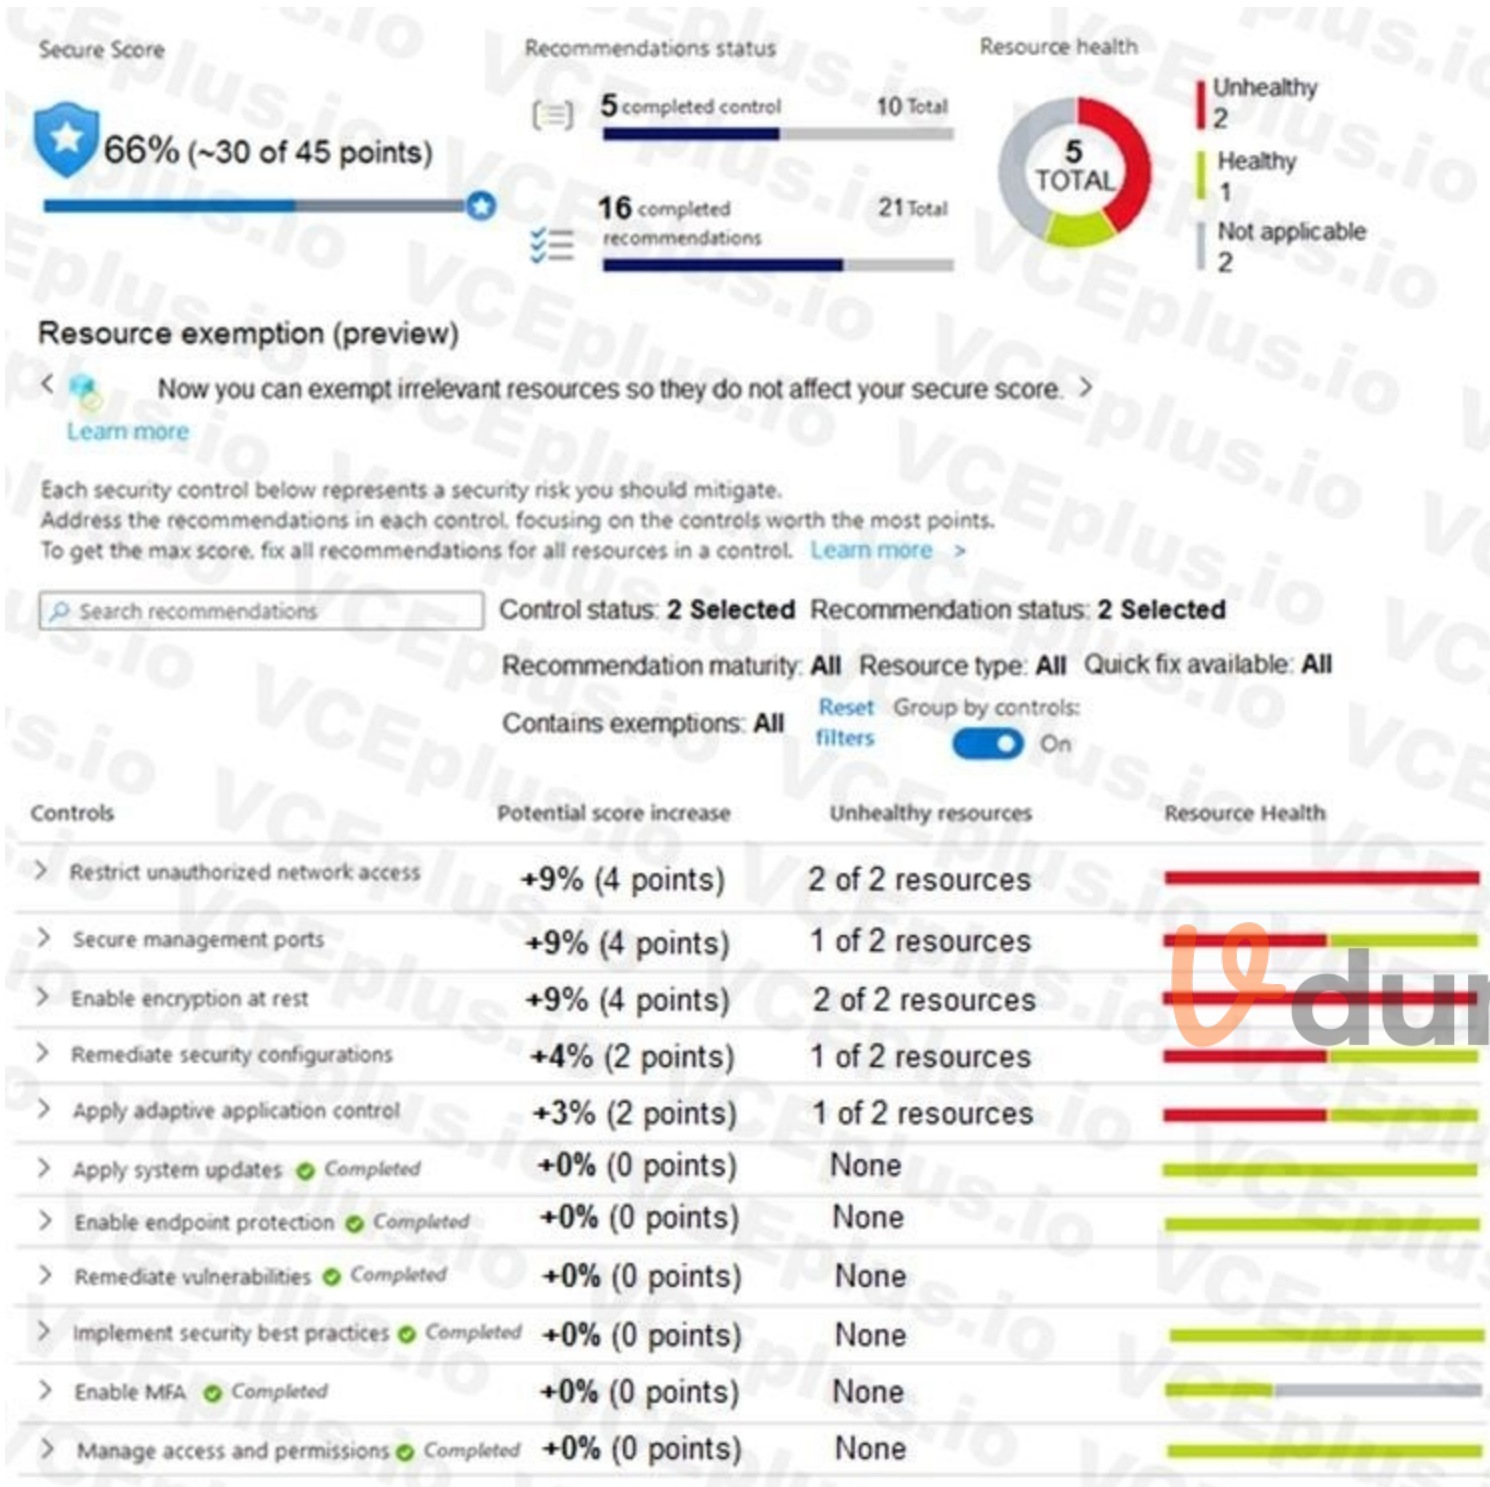 Secure Score
Recommendations status
Resource health
5 completed control 10 Total
66% (~30 of 45 points)
16 completed 21 Total
recommendations
5
TOTAL
Unhealthy
2
Healthy
1
Not applicable
2
Resource exemption (preview)
Now you can exempt irrelevant resources so they do not affect your secure score.
Learn more
Each security control below represents a security risk you should mitigate.
Address the recommendations in each control, focusing on the controls worth the most points.
To get the max score, fix all recommendations for all resources in a control. Learn more >
Search recommendations
Control status: 2 Selected Recommendation status: 2 Selected
Recommendation maturity: All Resource type: All Quick fix available: All
Contains exemptions: All
Reset
filters
Group by controls:
On
Controls Potential score increase Unhealthy resources Resource Health
> Restrict unauthorized network access +9% (4 points) 2 of 2 resources
> Secure management ports +9% (4 points) 1 of 2 resources
> Enable encryption at rest +9% (4 points) 2 of 2 resources
> Remediate security configurations +4% (2 points) 1 of 2 resources
> Apply adaptive application control +3% (2 points) 1 of 2 resources
> Apply system updates Completed +0% (0 points) None
> Enable endpoint protection Completed +0% (0 points) None
> Remediate vulnerabilities Completed +0% (0 points) None
> Implement security best practices Completed +0% (0 points) None
> Enable MFA Completed +0% (0 points) None
> Manage access and permissions Completed +0% (0 points) None
VCEplus.io